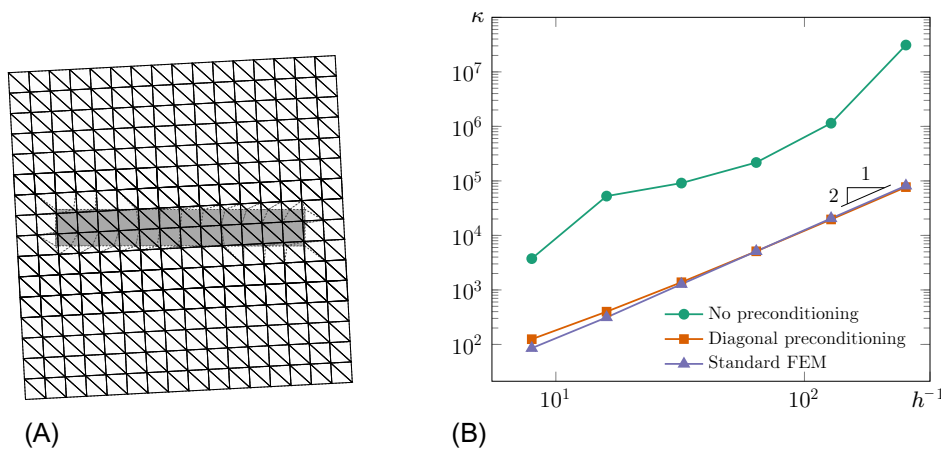 κ
10^7
10^6
10^5
10^4
10^3
10^2
1
2
No preconditioning
Diagonal preconditioning
Standard FEM
10^1
10^2
h^{-1}
(A)
(B)